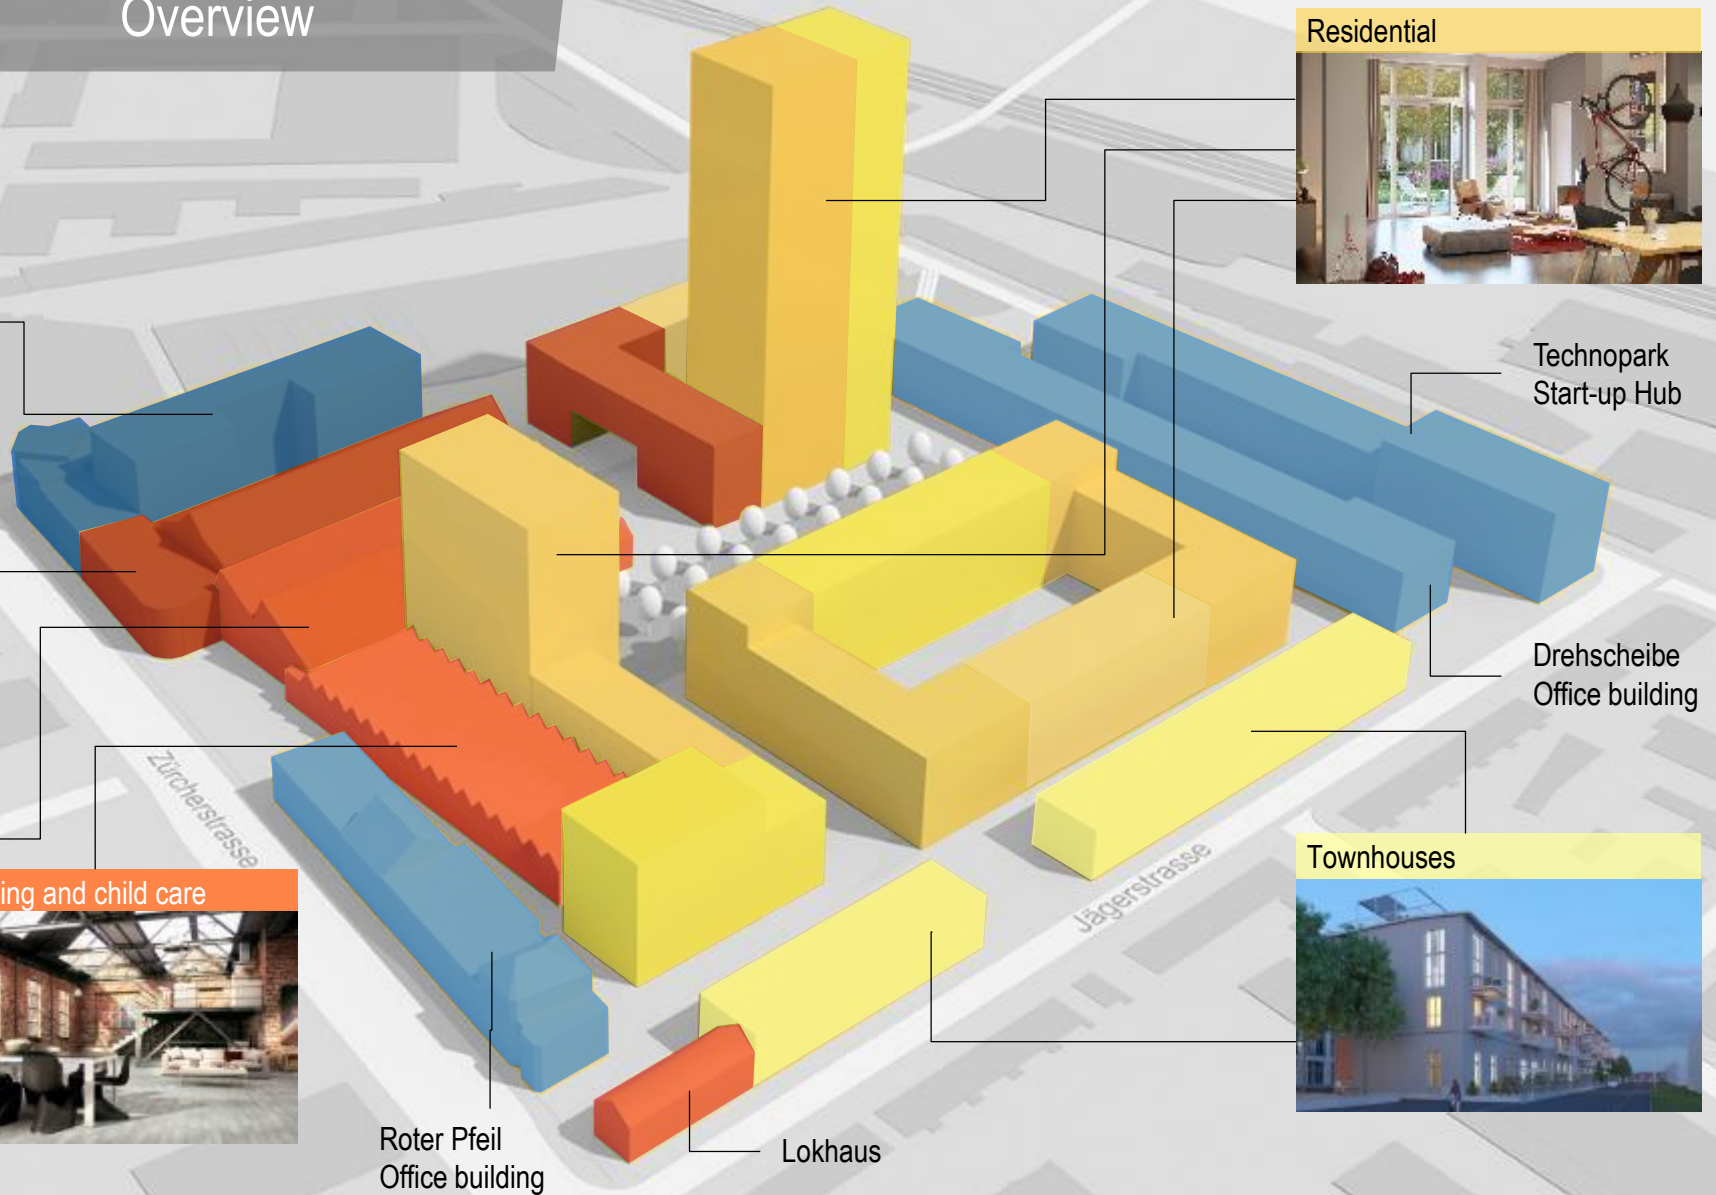 Overview
Residential
Technopark
Start-up Hub
Drehscheibe
Office building
Zürcherstrasse
Jägerstrasse
Townhouses
ing and child care
Roter Pfeil
Office building
Lokhaus